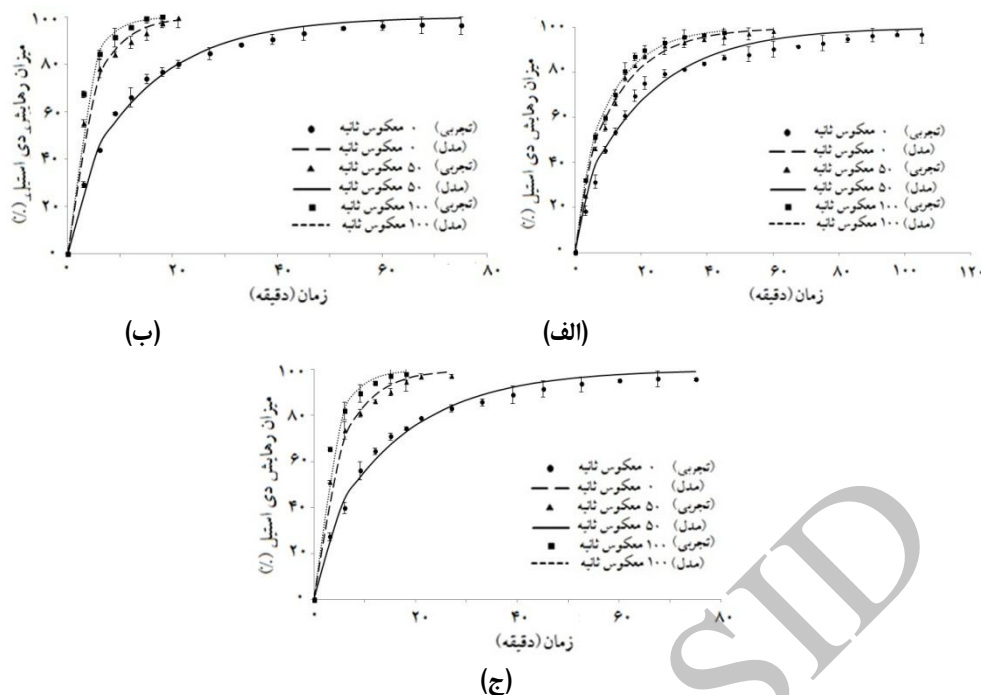 میزان رهایش دی استیل (%)
۱۰۰
۸۰
۶۰
۴۰
۲۰
۰
(تجربی) ۰ معکوس ثانیه
(مدل) ۰ معکوس ثانیه
(تجربی) ۵۰ معکوس ثانیه
(مدل) ۵۰ معکوس ثانیه
(تجربی) ۱۰۰ معکوس ثانیه
(مدل) ۱۰۰ معکوس ثانیه
۰ ۲۰ ۴۰ ۶۰ ۸۰ ۱۰۰ ۱۲۰
زمان (دقیقه)
(الف)
میزان رهایش دی استیل (%)
۱۰۰
۸۰
۶۰
۴۰
۲۰
۰
(تجربی) ۰ معکوس ثانیه
(مدل) ۰ معکوس ثانیه
(تجربی) ۵۰ معکوس ثانیه
(مدل) ۵۰ معکوس ثانیه
(تجربی) ۱۰۰ معکوس ثانیه
(مدل) ۱۰۰ معکوس ثانیه
۰ ۲۰ ۴۰ ۶۰ ۸۰
زمان (دقیقه)
(ب)
میزان رهایش دی استیل (%)
۱۰۰
۸۰
۶۰
۴۰
۲۰
۰
(تجربی) ۰ معکوس ثانیه
(مدل) ۰ معکوس ثانیه
(تجربی) ۵۰ معکوس ثانیه
(مدل) ۵۰ معکوس ثانیه
(تجربی) ۱۰۰ معکوس ثانیه
(مدل) ۱۰۰ معکوس ثانیه
۰ ۲۰ ۴۰ ۶۰ ۸۰
زمان (دقیقه)
(ج)
SID